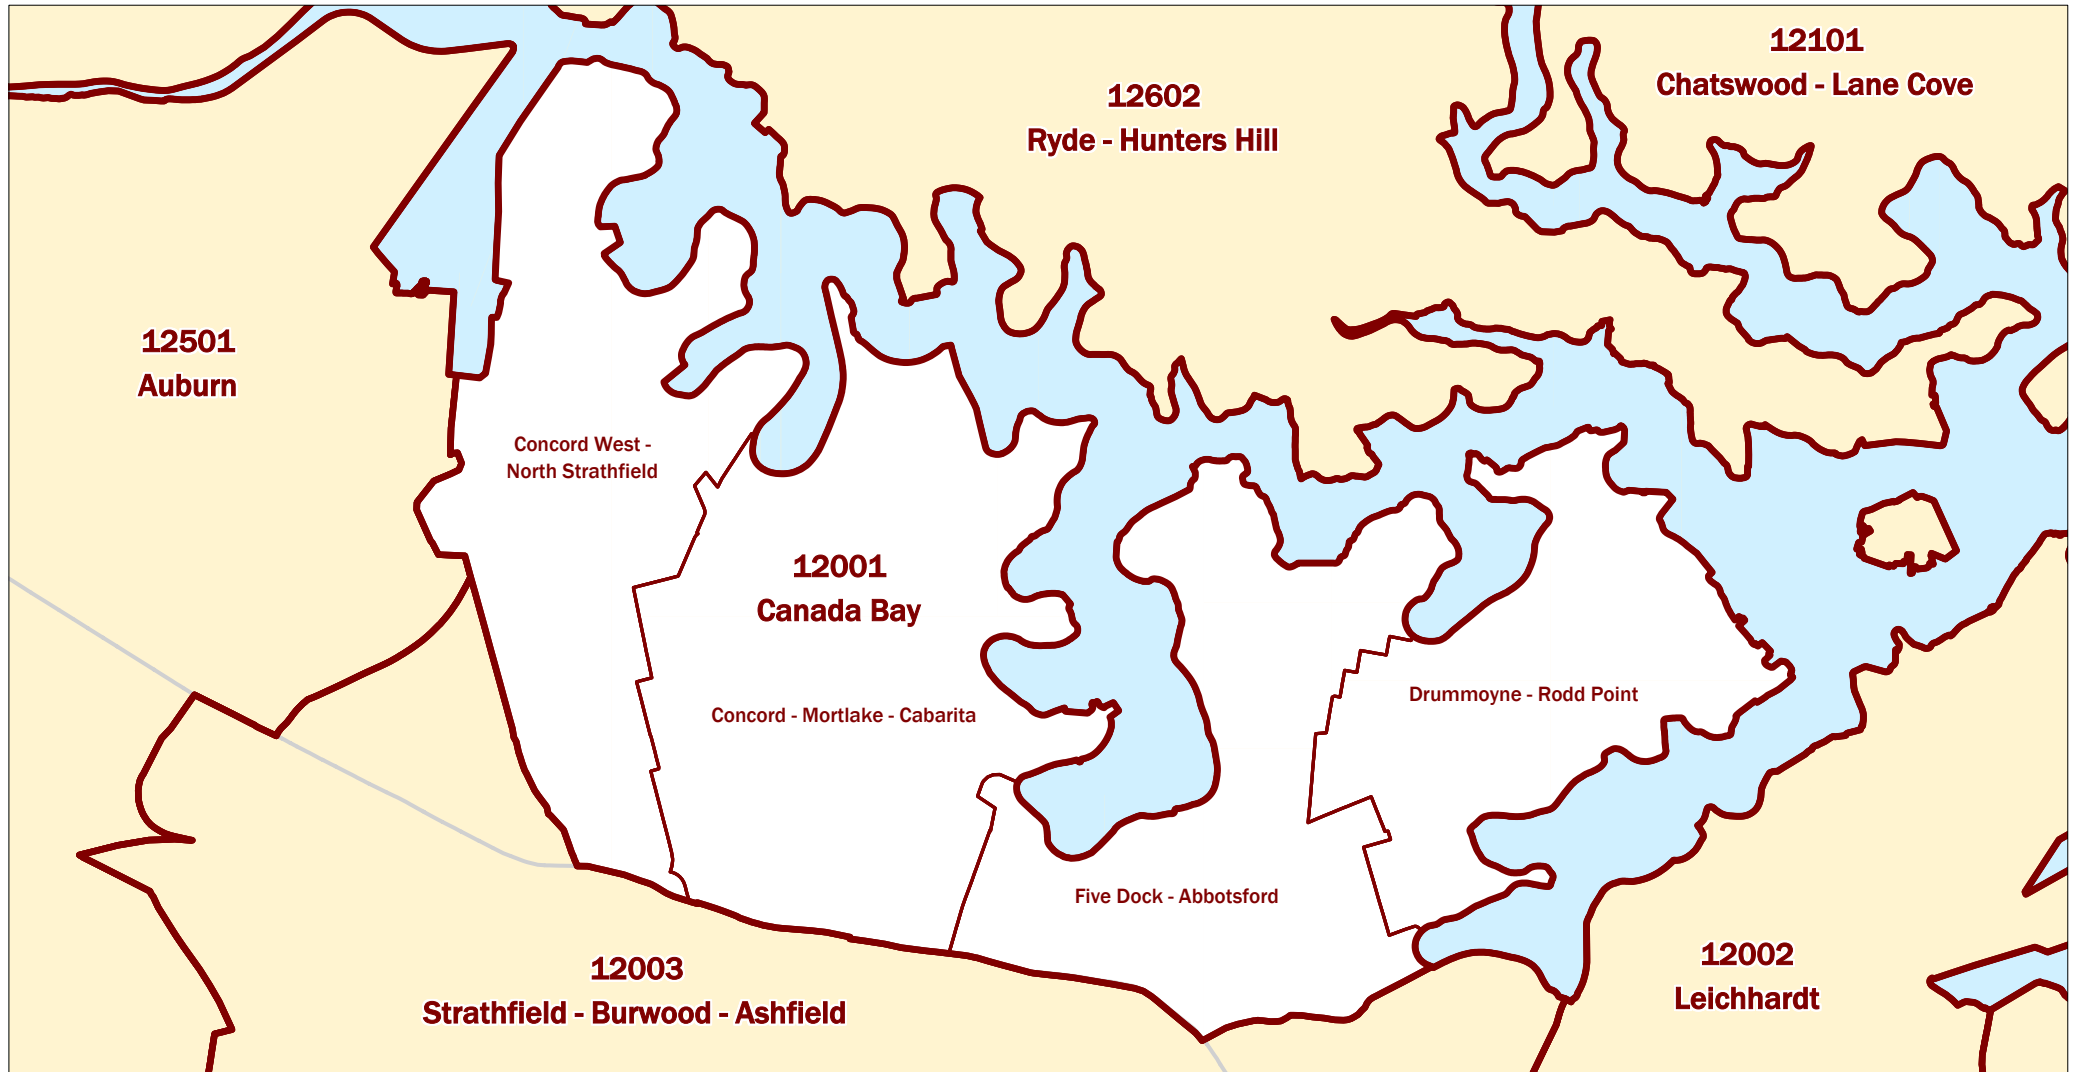 12101
Chatswood - Lane Cove
12602
Ryde - Hunters Hill
12501
Auburn
Concord West -
North Strathfield
12001
Canada Bay
Drummoyne - Rodd Point
Concord - Mortlake - Cabarita
Five Dock - Abbotsford
12003
Strathfield - Burwood - Ashfield
12002
Leichhardt